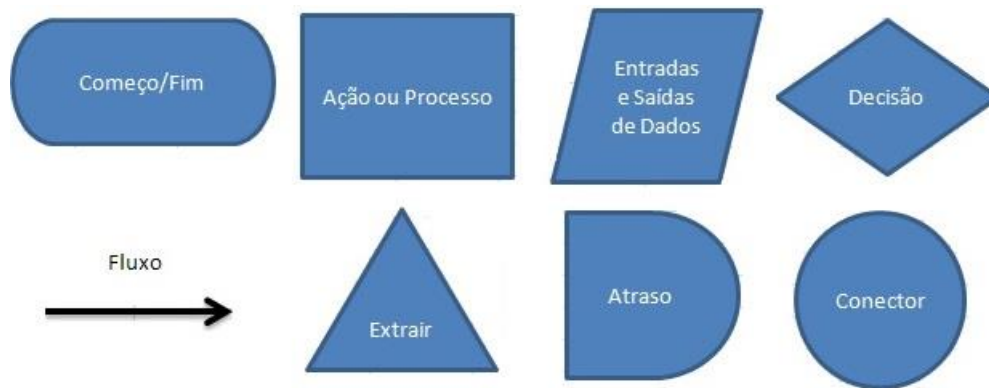 Começo/Fim
Ação ou Processo
Entradas
e Saídas
de Dados
Decisão
Fluxo
Extrair
Atraso
Conector